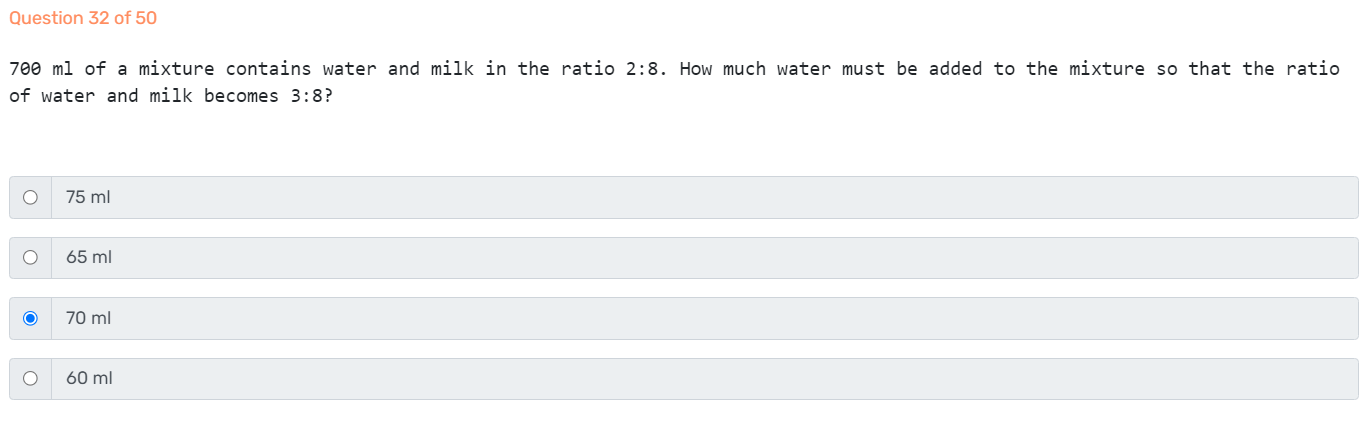 Question 32 of 50
700 ml of a mixture contains water and milk in the ratio 2:8. How much water must be added to the mixture so that the ratio
of water and milk becomes 3:8?
75 ml
65 ml
70 ml
60 ml